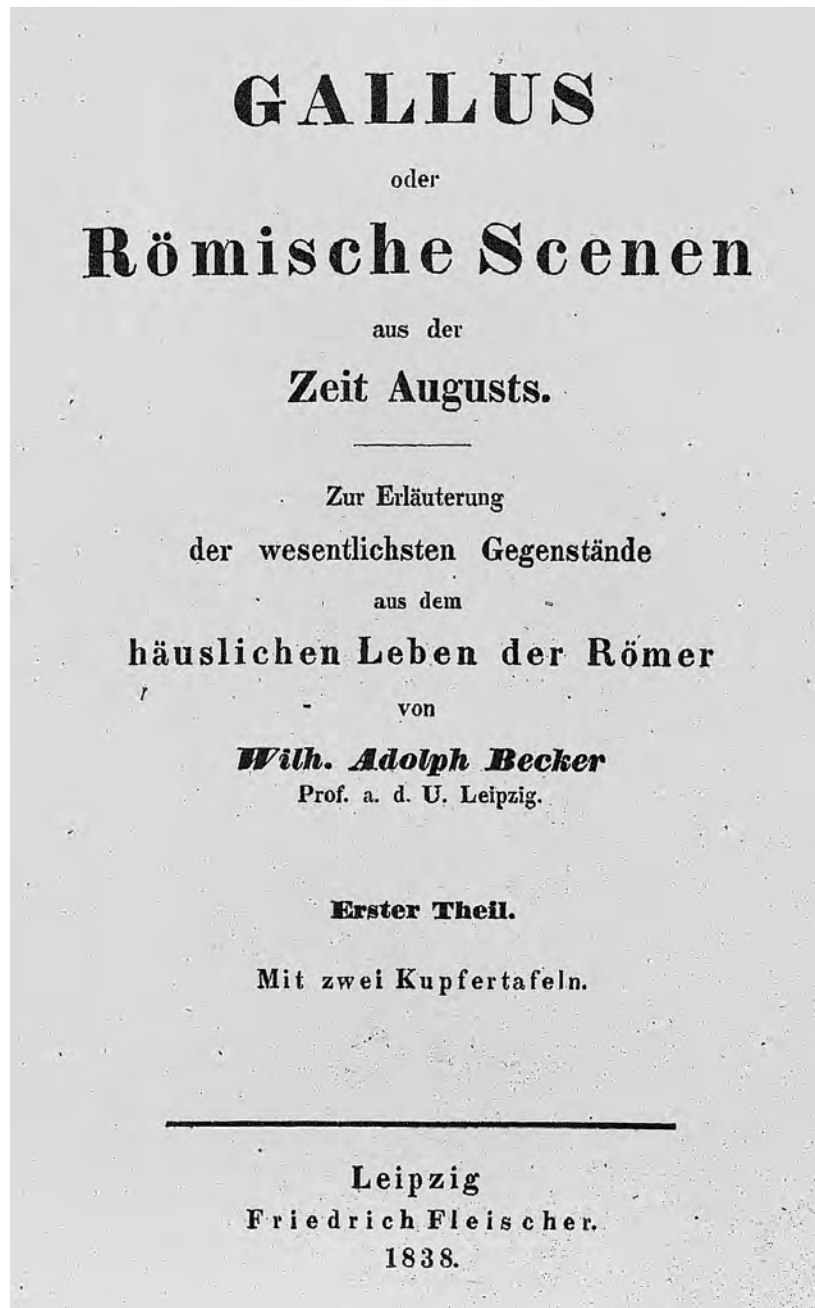 GALLUS
oder
Römische Scenen
aus der
Zeit Augusts.
Zur Erläuterung
der wesentlichsten Gegenstände
aus dem
häuslichen Leben der Römer
von
Wilh. Adolph Becker
Prof. a. d. U. Leipzig.
Erster Theil.
Mit zwei Kupfertafeln.
Leipzig
Friedrich Fleischer.
1838.